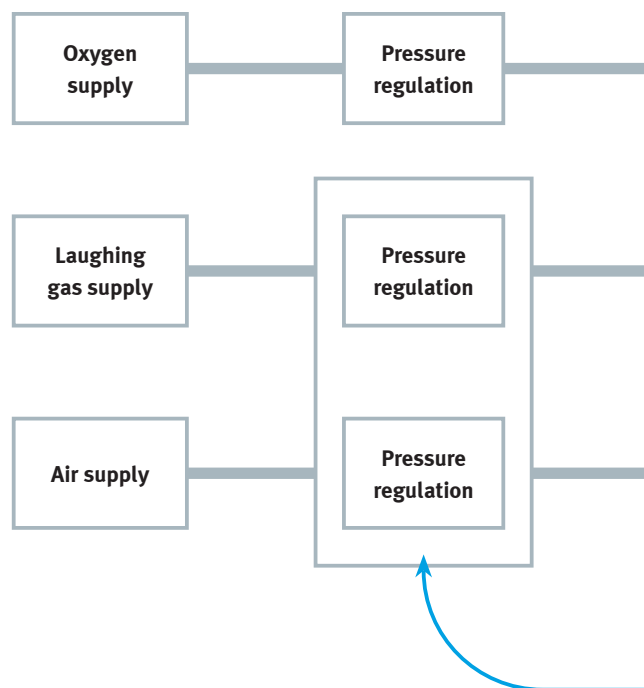 Oxygen
supply
Pressure
regulation
Laughing
gas supply
Pressure
regulation
Air supply
Pressure
regulation